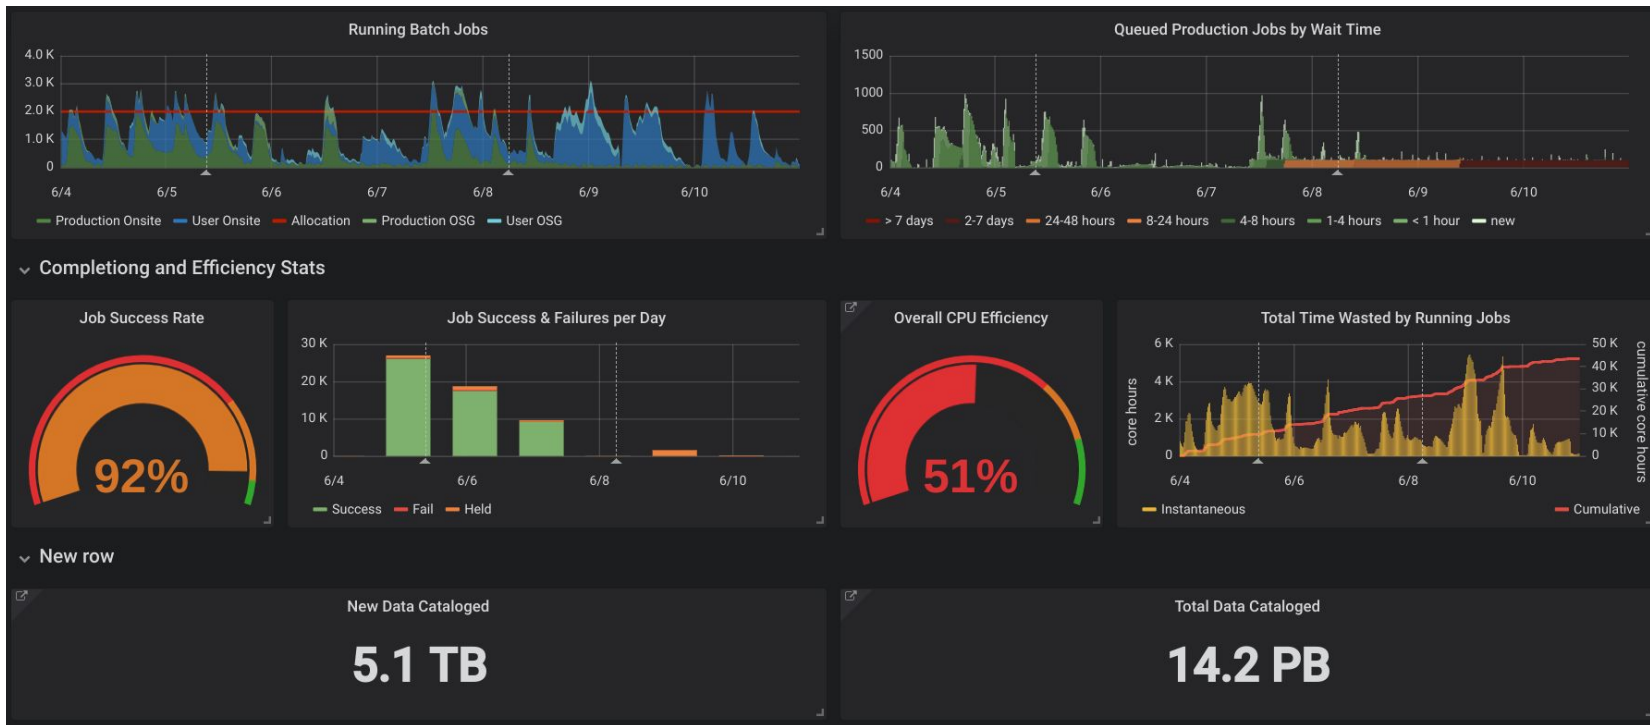 Running Batch Jobs
4.0 K
3.0 K
2.0 K
1.0 K
0
6/4 6/5 6/6 6/7 6/8 6/9 6/10
Production Onsite User Onsite Allocation Production OSG User OSG
Queued Production Jobs by Wait Time
1500
1000
500
0
6/4 6/5 6/6 6/7 6/8 6/9 6/10
> 7 days 2-7 days 24-48 hours 8-24 hours 4-8 hours 1-4 hours < 1 hour new
Completiong and Efficiency Stats
Job Success Rate
92%
Job Success & Failures per Day
30 K
20 K
10 K
0
6/4 6/6 6/8 6/10
Success Fail Held
Overall CPU Efficiency
51%
Total Time Wasted by Running Jobs
core hours
6 K
4 K
2 K
0
50 K
40 K
30 K
20 K
10 K
0
cumulative core hours
6/4 6/6 6/8 6/10
Instantaneous Cumulative
New row
New Data Cataloged
5.1 TB
Total Data Cataloged
14.2 PB